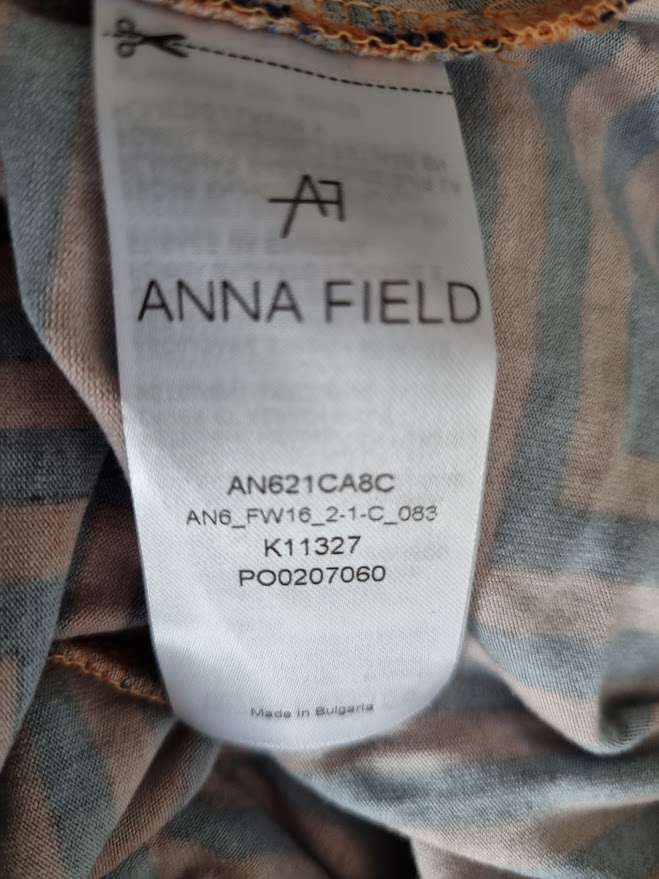 AF
ANNA FIELD
AN621CA8C
AN6_FW16_2-1-C_083
K11327
PO0207060
Made in Bulgaria